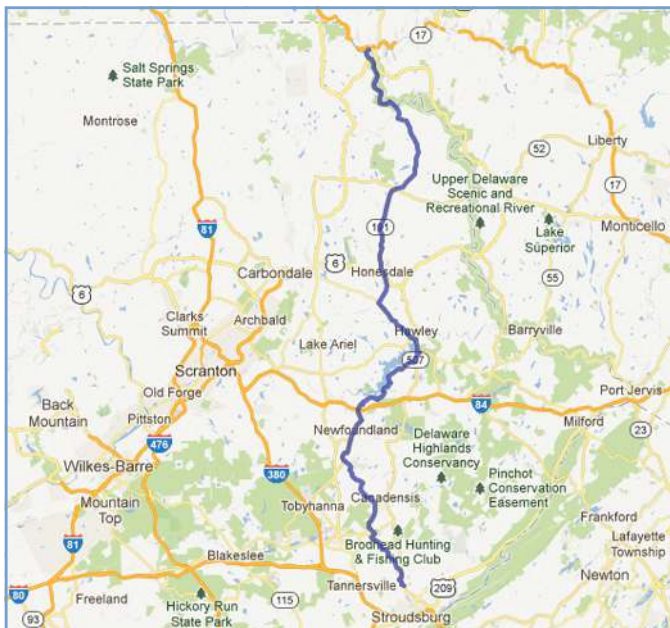 17
Salt Springs
State Park
Montrose
Liberty
52
17
Upper Delaware
Scenic and
Recreational River
Lake
Superior
Monticello
81
191
6
Honesdale
Carbondale
6
55
Clarks
Summit
Archbald
Lake Ariel
Hawley
Barryville
507
Scranton
Old Forge
Back
Mountain
Pittston
84
Port Jervis
Milford
23
476
Newfoundland
Delaware
Highlands
Conservancy
Wilkes-Barre
380
Pinchot
Conservation
Easement
Mountain
Top
Tobyhanna
Canadensis
Frankford
81
Brodhead Hunting
& Fishing Club
Lafayette
Township
Blakeslee
Tannersville
209
Newton
80
Freeland
115
93
Hickory Run
State Park
Stroudsburg